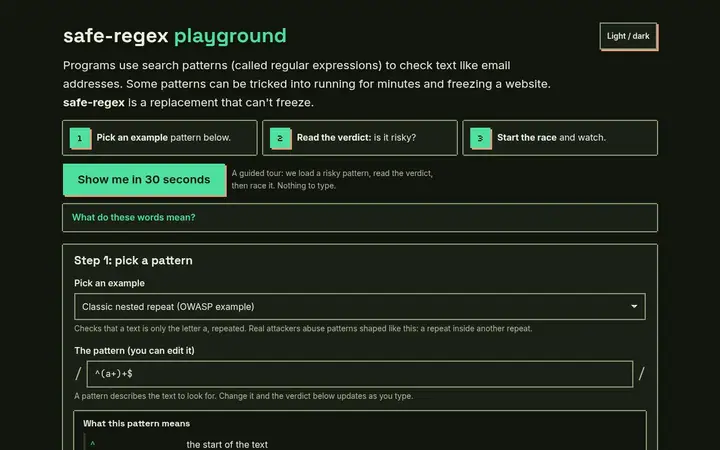 safe-regex playground
Light / dark
Programs use search patterns (called regular expressions) to check text like email
addresses. Some patterns can be tricked into running for minutes and freezing a website.
safe-regex is a replacement that can't freeze.
1 Pick an example pattern below.
2 Read the verdict: is it risky?
3 Start the race and watch.
Show me in 30 seconds
A guided tour: we load a risky pattern, read the verdict,
then race it. Nothing to type.
What do these words mean?
Step 1: pick a pattern
Pick an example
Classic nested repeat (OWASP example)
Checks that a text is only the letter a, repeated. Real attackers abuse patterns shaped like this: a repeat inside another repeat.
The pattern (you can edit it)
/ ^(a+)+$ /
A pattern describes the text to look for. Change it and the verdict below updates as you type.
What this pattern means
^ the start of the text